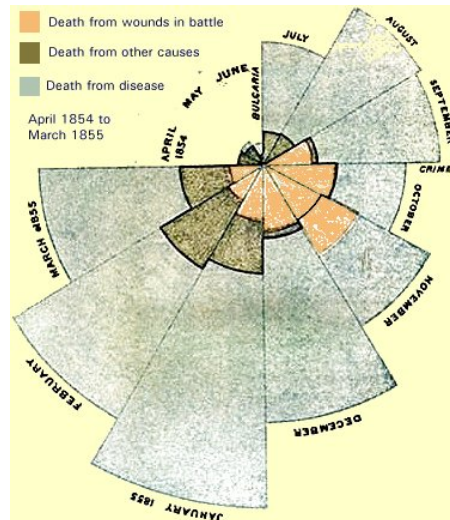 Death from wounds in battle
Death from other causes
Death from disease
April 1854 to
March 1855
APRIL
1854
MAY
JUNE
BULGARIA
JULY
AUGUST
SEPTEMBER
CRIMEA
OCTOBER
NOVEMBER
DECEMBER
JANUARY 1855
FEBRUARY
MARCH 1855